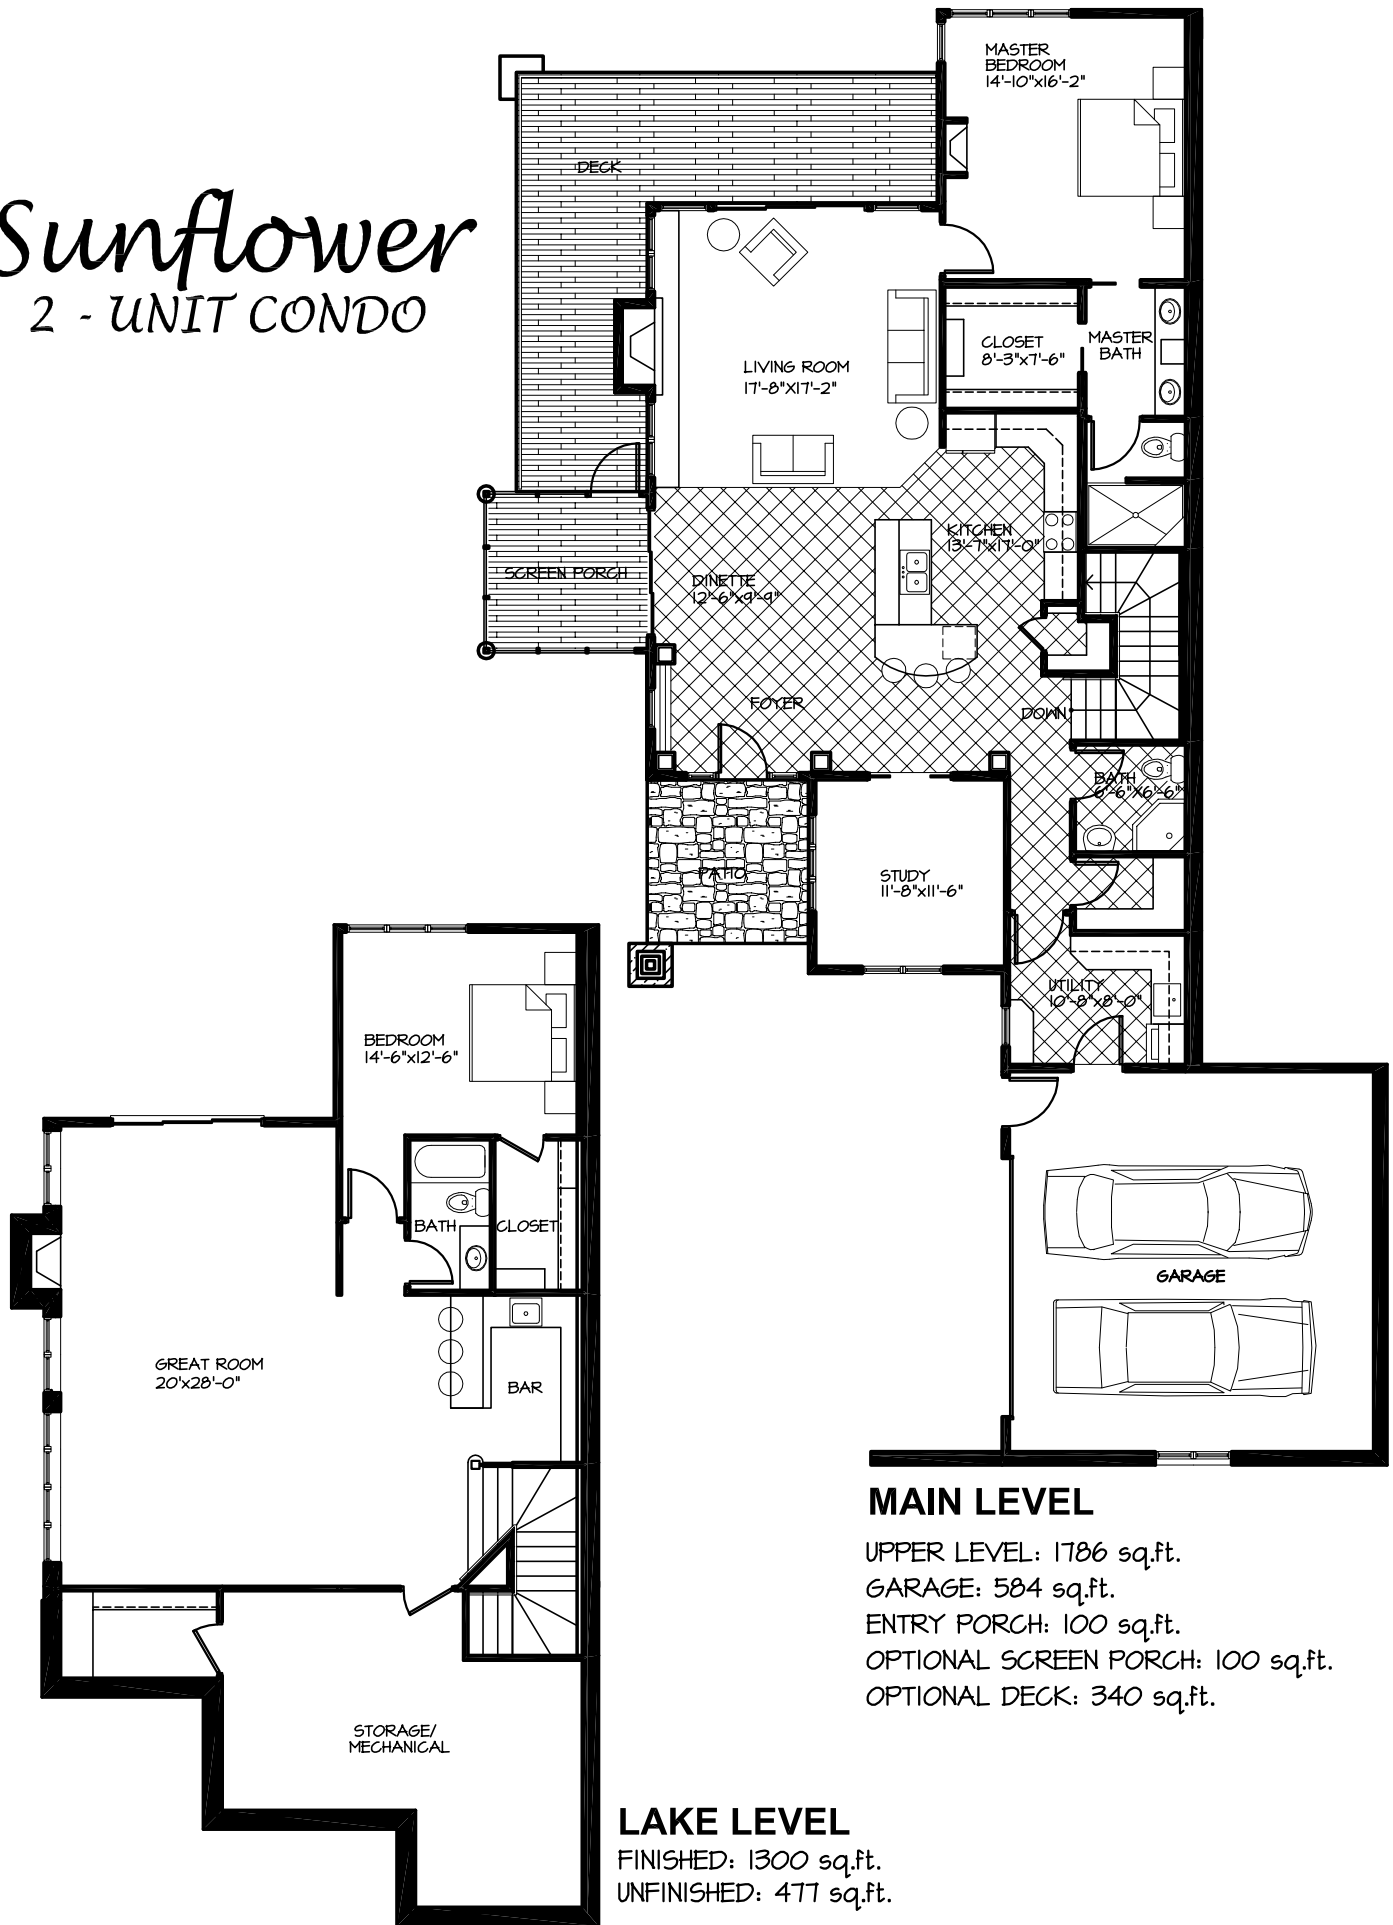 Sunflower
2 - UNIT CONDO
MASTER
BEDROOM
14'-10"x16'-2"
DECK
LIVING ROOM
17'-8"X17'-2"
CLOSET
8'-3"x7'-6"
MASTER
BATH
KITCHEN
13'-7"x17'-0"
SCREEN PORCH
DINETTE
12'-6"x9'-9"
FOYER
DOWN
BATH
6'-6"x6'-6"
PATIO
STUDY
11'-8"x11'-6"
UTILITY
10'-8"x8'-0"
GARAGE
BEDROOM
14'-6"x12'-6"
BATH
CLOSET
GREAT ROOM
20'x28'-0"
BAR
STORAGE/
MECHANICAL
MAIN LEVEL
UPPER LEVEL: 1786 sq.ft.
GARAGE: 584 sq.ft.
ENTRY PORCH: 100 sq.ft.
OPTIONAL SCREEN PORCH: 100 sq.ft.
OPTIONAL DECK: 340 sq.ft.
LAKE LEVEL
FINISHED: 1300 sq.ft.
UNFINISHED: 477 sq.ft.